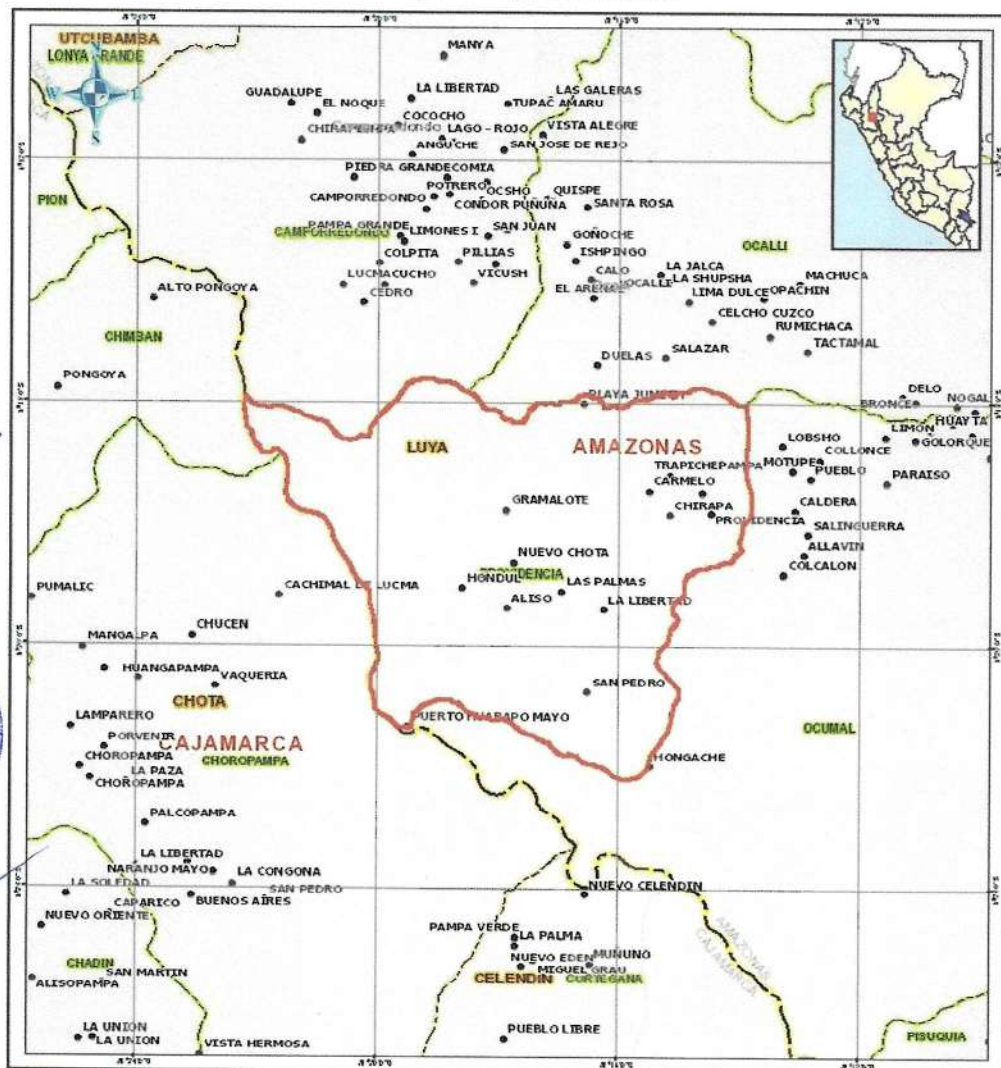 UTCUBAMBA
LONYA GRANDE
N
W
E
S
MANYA
GUADALUPE
EL NOQUE
LA LIBERTAD
LAS GALERAS
TUPAC AMARU
COCOCHO
LAGO - ROJO
VISTA ALEGRE
ANGUCHE
SAN JOSE DE REJO
PIEDRA GRANDE
COMIA
PION
POTRERO
OCSHO
QUISPE
CAMPORREDONDO
CONDOR PUÑUNA
SANTA ROSA
PAMPA GRANDE
LIMONES I
SAN JUAN
GOÑOCHE
CAMPORREDONDO
OCALLI
COLPITA
PILLIAS
ISHPINGO
LUCMACUCHO
VICUSH
CALO
OCALLI
LA JALCA
LA SHUPSHA
MACHUCA
ALTO PONGOYA
CEDRO
EL ARENAL
LIMA DULCE
OPACHIN
CELCHO CUZCO
CHIMBAN
RUMICHACA
TACTAMAL
DUELAS
SALAZAR
PONGOYA
DELO
BRONCE
NOGAL
LIMON
HUAYTA
LUYA
AMAZONAS
LOBSHO
COLLONCE
GOLORQUE
TRAPICHEPAMPA
MOTUPE
PUEBLO
CARMELO
PARAISO
GRAMALOTE
CHIRAPA
PROVIDENCIA
CALDERA
SALINGUERRA
NUEVO CHOTA
ALLAVIN
PROVIDENCIA
COLCALON
PUMALIC
CACHIMAL DE LUCMA
HONDUL
LAS PALMAS
ALISO
LA LIBERTAD
CHUCEN
MANGALPA
HUANGAPAMPA
VAQUERIA
SAN PEDRO
CHOTA
LAMPARERO
PUERTO HUABAPO MAYO
OCUMAL
PORVENIR
CAJAMARCA
CHOROPAMPA
CHOROPAMPA
LA PAZA
HONGACHE
CHOROPAMPA
PALCOPAMPA
LA LIBERTAD
NARANJO MAYO
LA CONGONA
LA SOLEDAD
SAN PEDRO
NUEVO CELENDIN
CAPARICO
BUENOS AIRES
NUEVO ORIENTE
PAMPA VERDE
LA PALMA
AMAZONAS
CAJAMARCA
CHADIN
NUEVO EDEN
MUÑUÑO
SAN MARTIN
MIGUEL GRAU
ALISOPAMPA
CELENDIN
CORTEGANA
LA UNION
LA UNION
VISTA HERMOSA
PUEBLO LIBRE
PISUQUIA